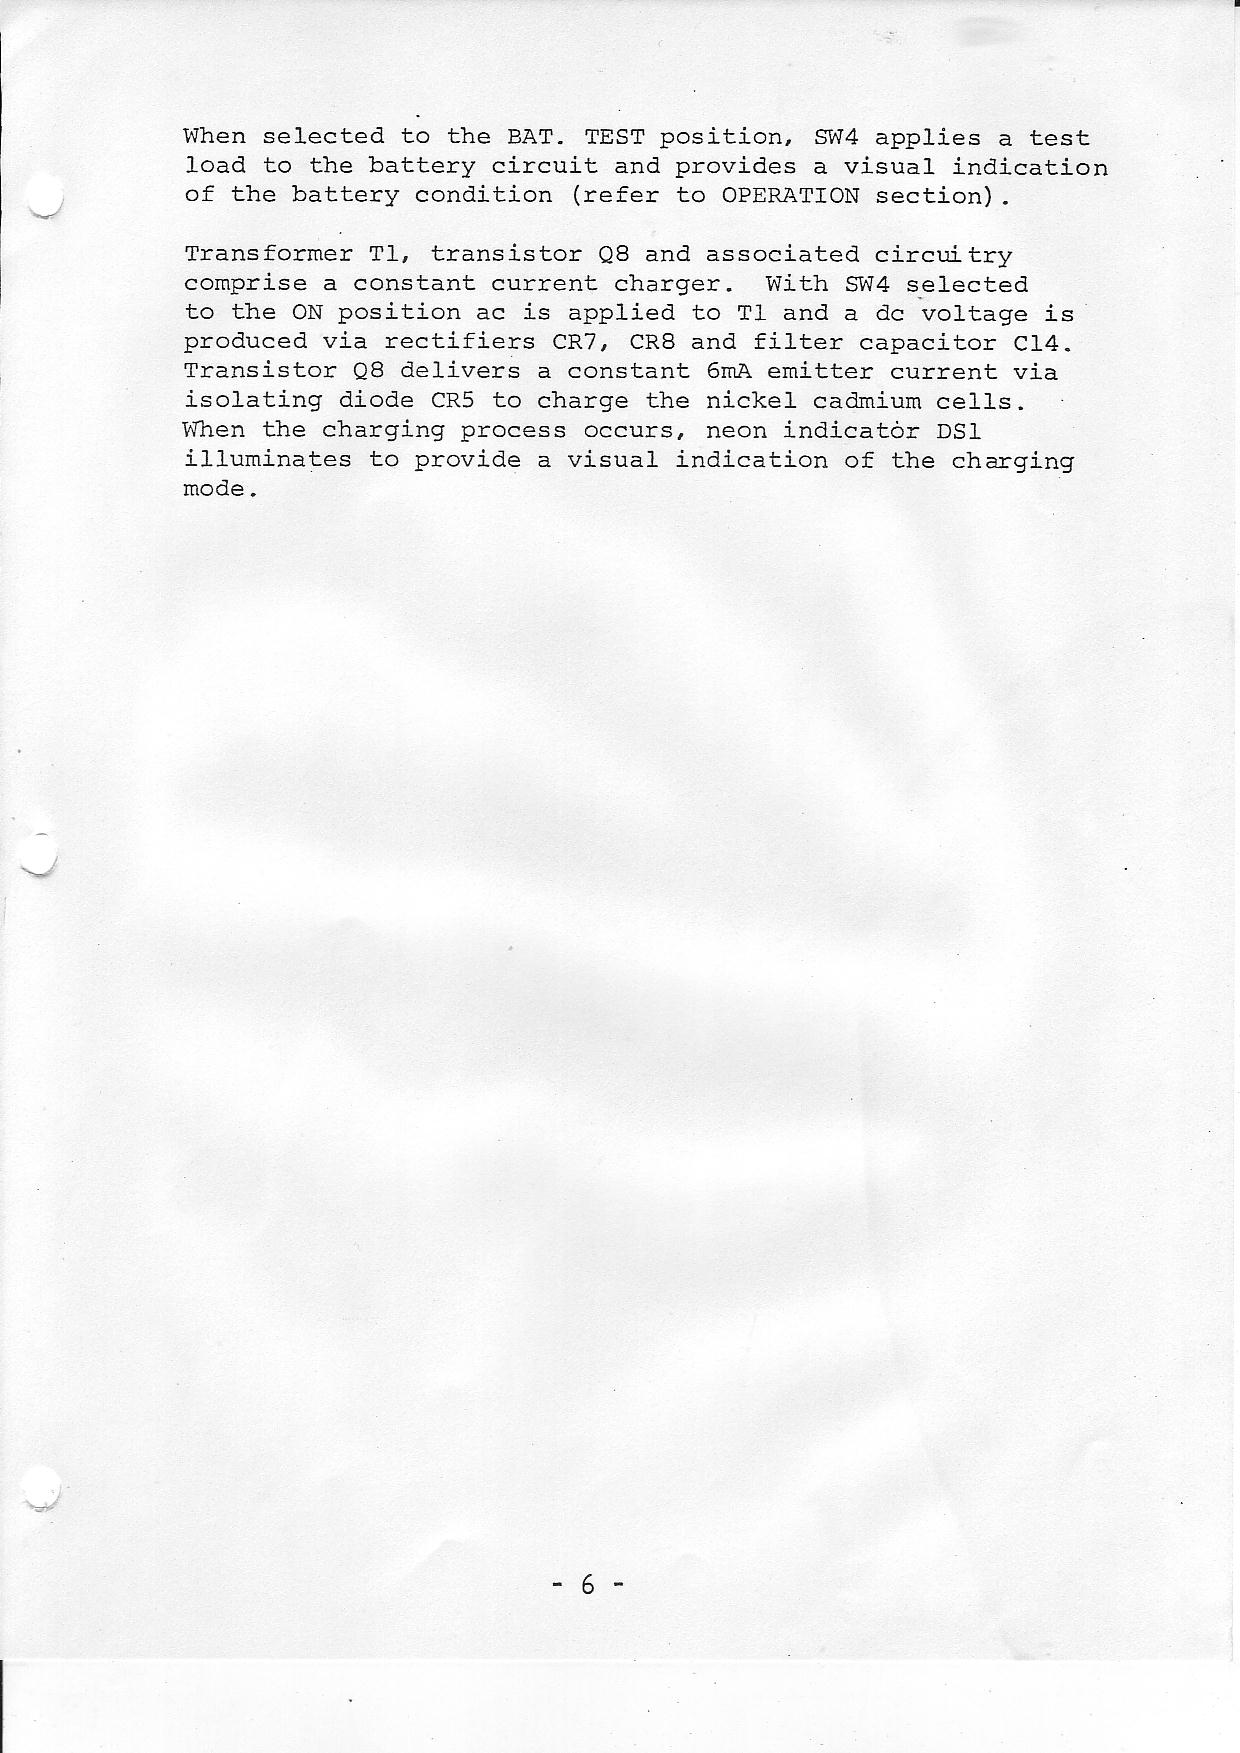 When selected to the BAT. TEST position, SW4 applies a test
load to the battery circuit and provides a visual indication
of the battery condition (refer to OPERATION section).
Transformer T1, transistor Q8 and associated circuitry
comprise a constant current charger.  With SW4 selected
to the ON position ac is applied to T1 and a dc voltage is
produced via rectifiers CR7, CR8 and filter capacitor C14.
Transistor Q8 delivers a constant 6mA emitter current via
isolating diode CR5 to charge the nickel cadmium cells.
When the charging process occurs, neon indicator DS1
illuminates to provide a visual indication of the charging
mode.
- 6 -